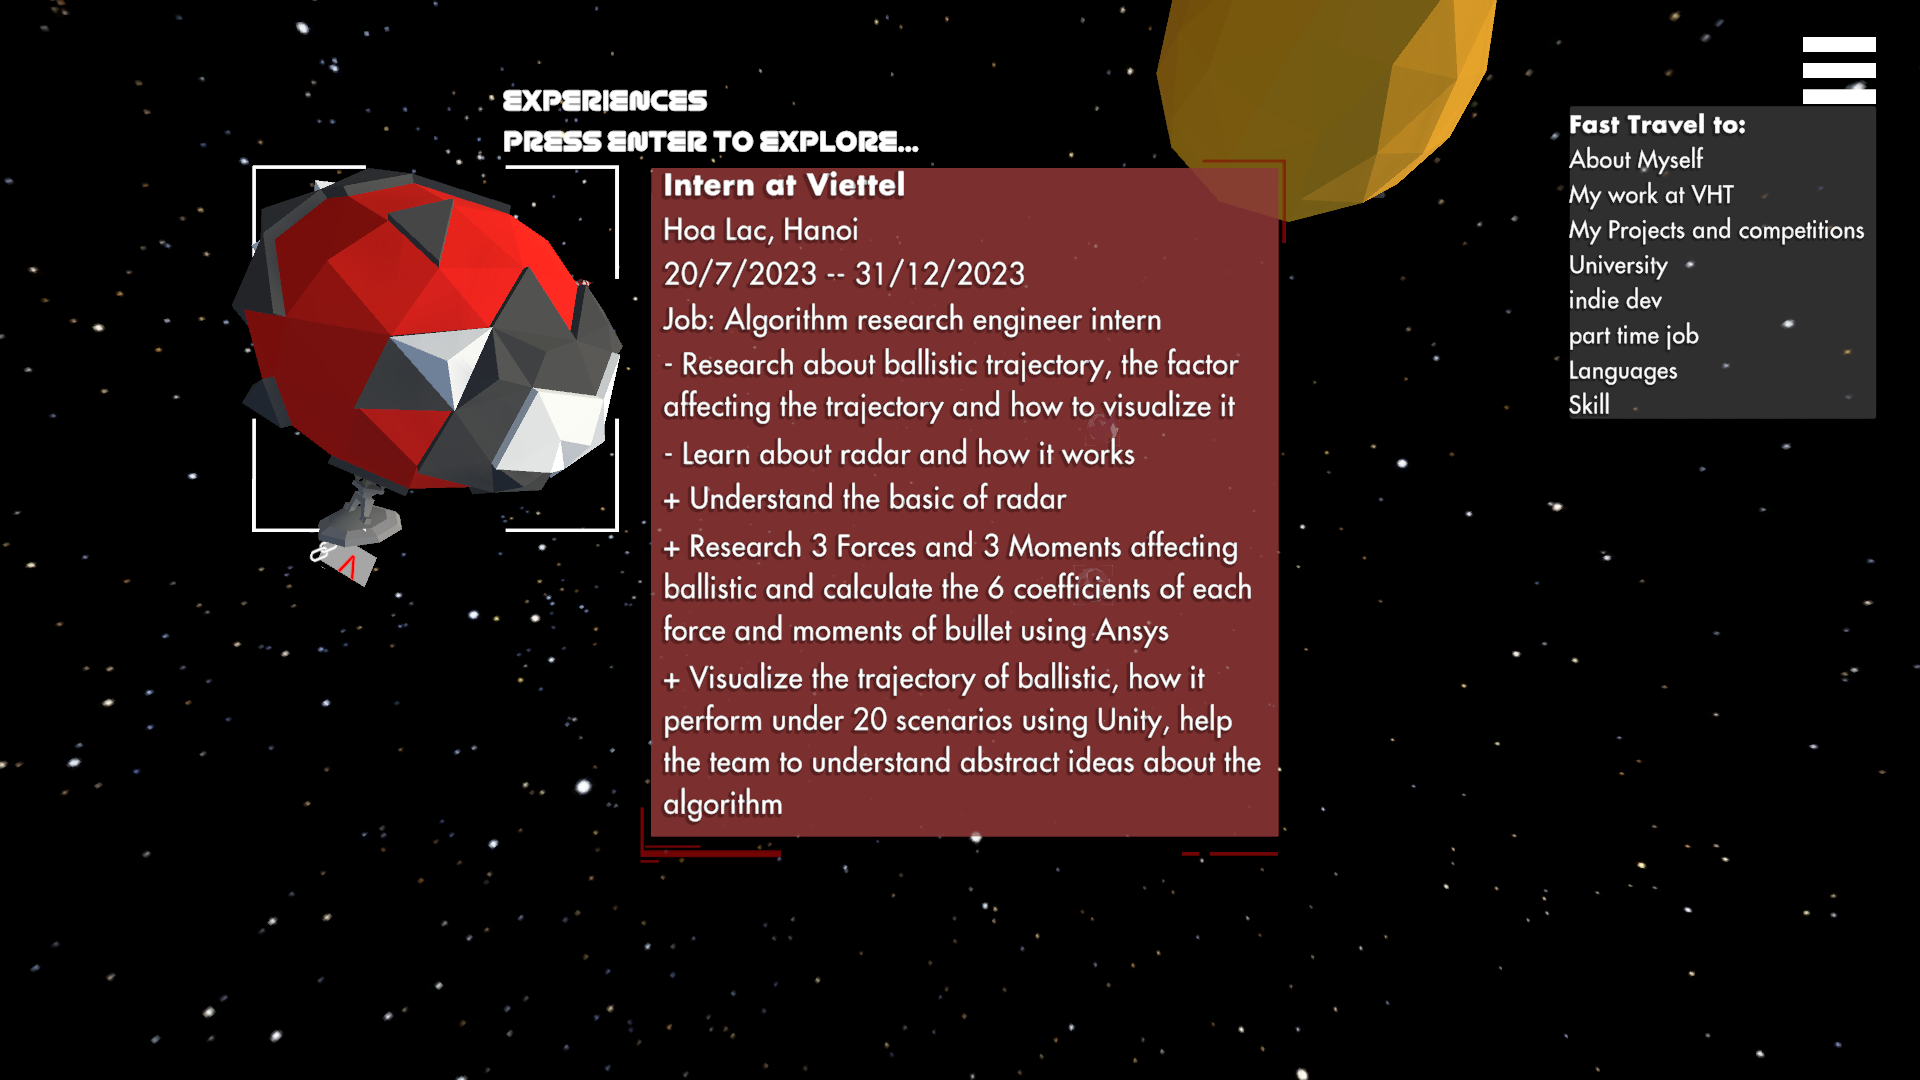 EXPERIENCES
PRESS ENTER TO EXPLORE...
Intern at Viettel
Hoa Lac, Hanoi
20/7/2023 -- 31/12/2023
Job: Algorithm research engineer intern
- Research about ballistic trajectory, the factor
affecting the trajectory and how to visualize it
- Learn about radar and how it works
+ Understand the basic of radar
+ Research 3 Forces and 3 Moments affecting
ballistic and calculate the 6 coefficients of each
force and moments of bullet using Ansys
+ Visualize the trajectory of ballistic, how it
perform under 20 scenarios using Unity, help
the team to understand abstract ideas about the
algorithm
Fast Travel to:
About Myself
My work at VHT
My Projects and competitions
University
indie dev
part time job
Languages
Skill